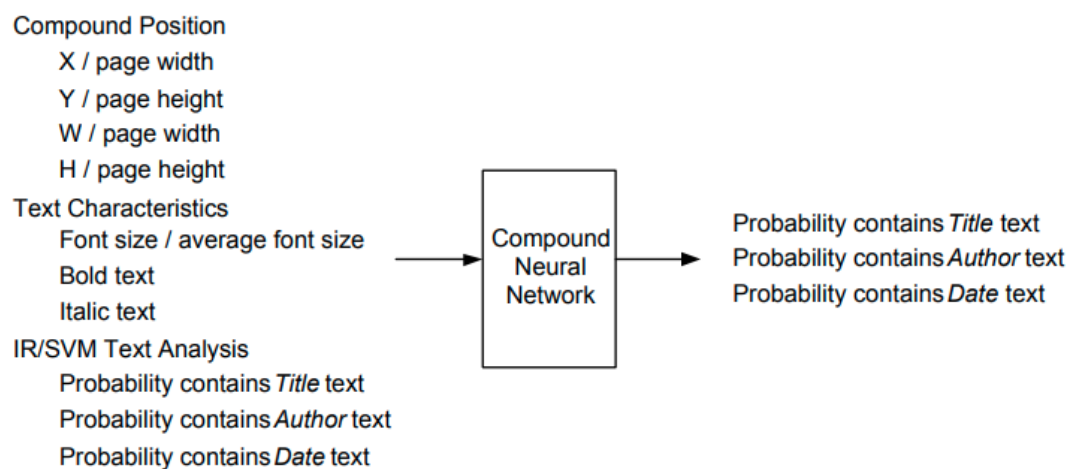 Compound Position
X / page width
Y / page height
W / page width
H / page height
Text Characteristics
Font size / average font size
Bold text
Italic text
IR/SVM Text Analysis
Probability contains Title text
Probability contains Author text
Probability contains Date text
Compound
Neural
Network
Probability contains Title text
Probability contains Author text
Probability contains Date text